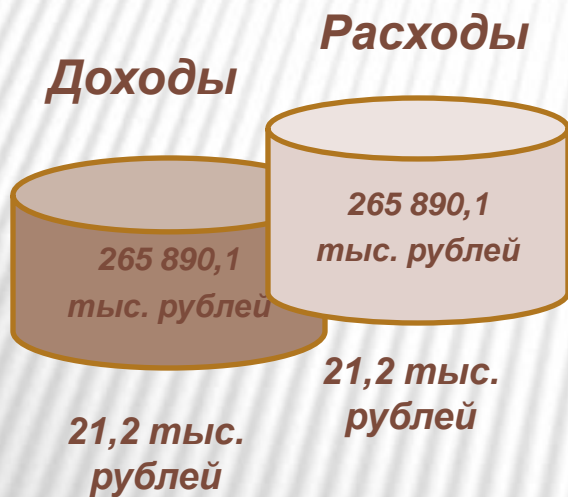 Доходы
265 890,1
тыс. рублей
21,2 тыс.
рублей
Расходы
265 890,1
тыс. рублей
21,2 тыс.
рублей